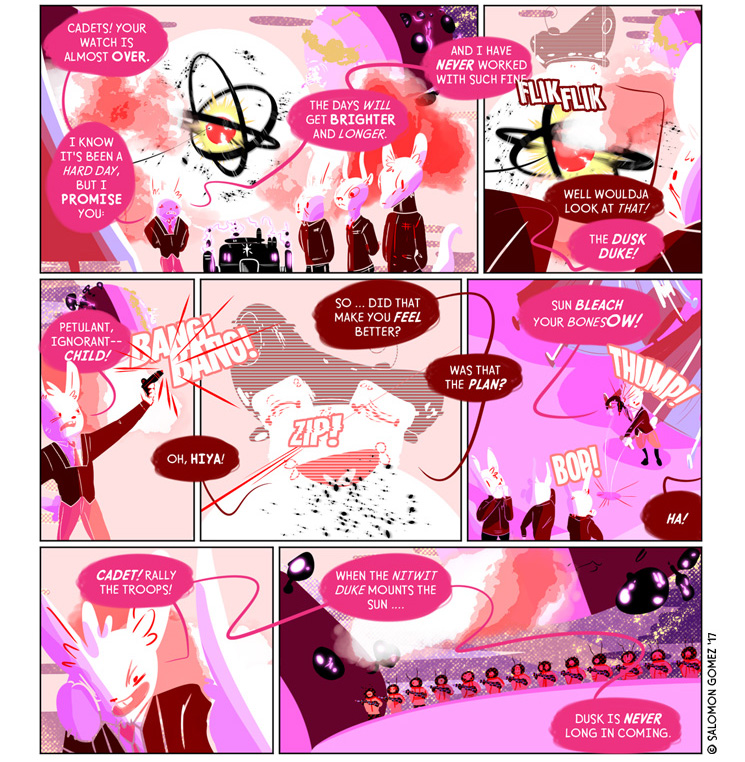 CADETS! YOUR
WATCH IS
ALMOST OVER.
I KNOW
IT'S BEEN A
HARD DAY,
BUT I
PROMISE
YOU:
THE DAYS WILL
GET BRIGHTER
AND LONGER.
AND I HAVE
NEVER WORKED
WITH SUCH FINE
FLIK FLIK
WELL WOULDJA
LOOK AT THAT!
THE DUSK
DUKE!
PETULANT,
IGNORANT--
CHILD!
BANG!
BANG!
OH, HIYA!
ZIP!
SO ... DID THAT
MAKE YOU FEEL
BETTER?
WAS THAT
THE PLAN?
SUN BLEACH
YOUR BONESOW!
THUMP!
BOP!
HA!
CADET! RALLY
THE TROOPS!
WHEN THE NITWIT
DUKE MOUNTS THE
SUN ....
DUSK IS NEVER
LONG IN COMING.
© SALOMON GOMEZ '17